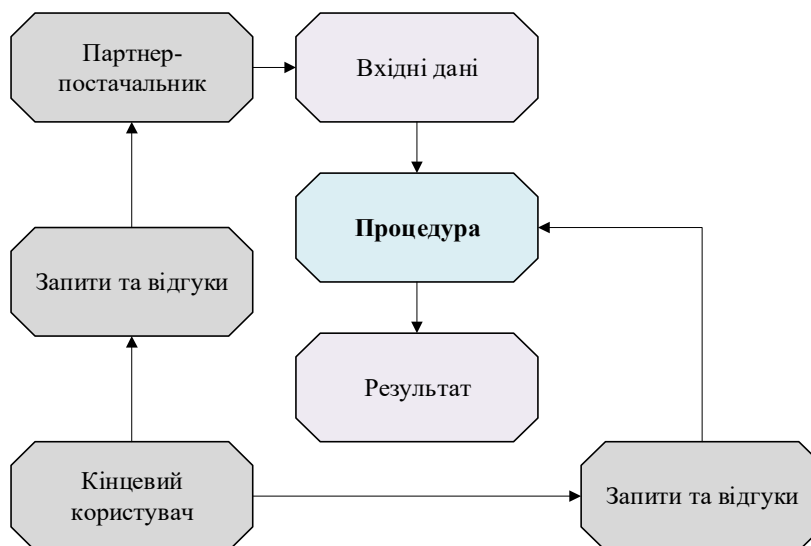 Партнер-
постачальник
Вхідні дані
Процедура
Запити та відгуки
Результат
Кінцевий
користувач
Запити та відгуки